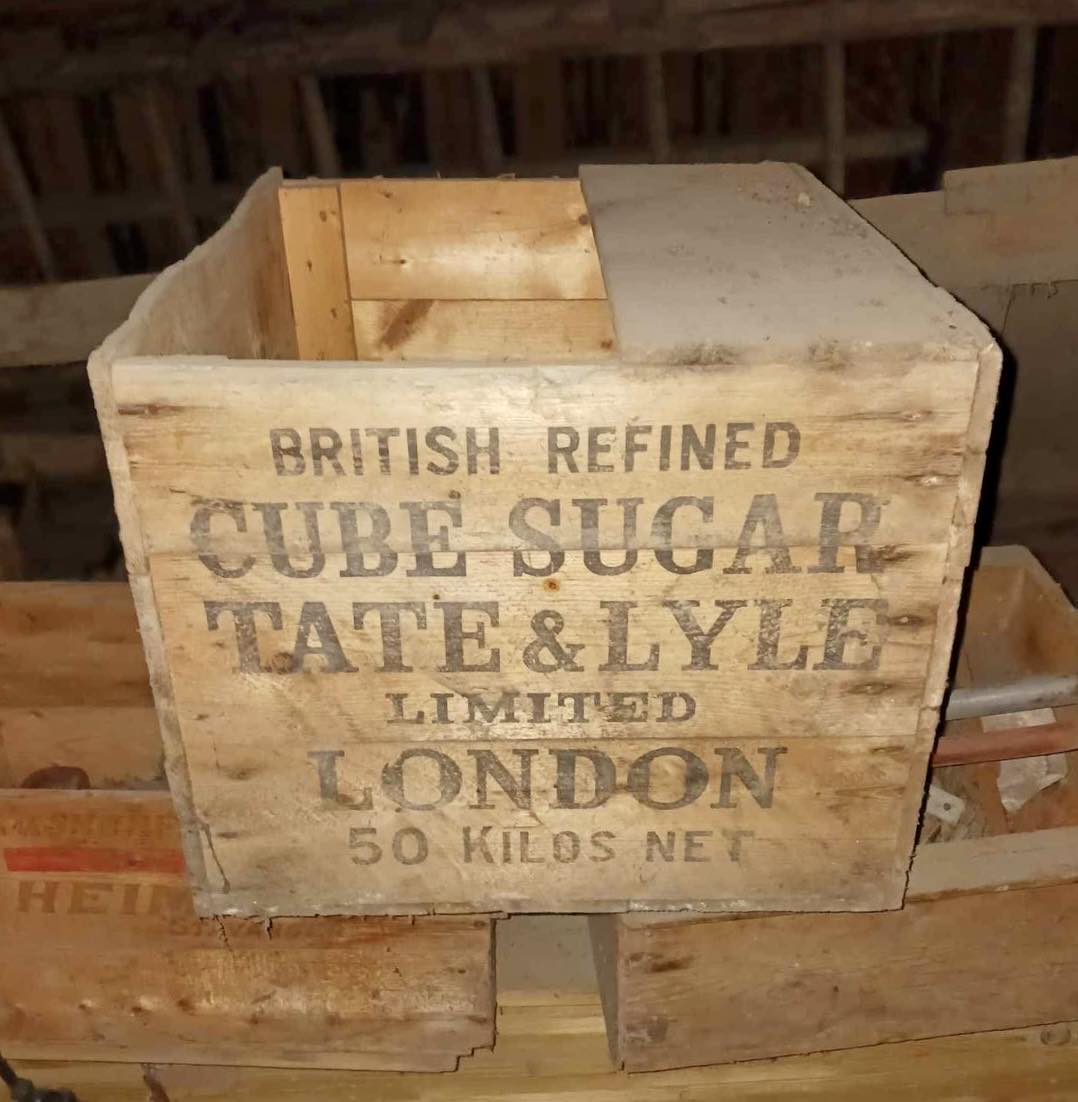 BRITISH REFINED
CUBE SUGAR
TATE & LYLE
LIMITED
LONDON
50 KILOS NET